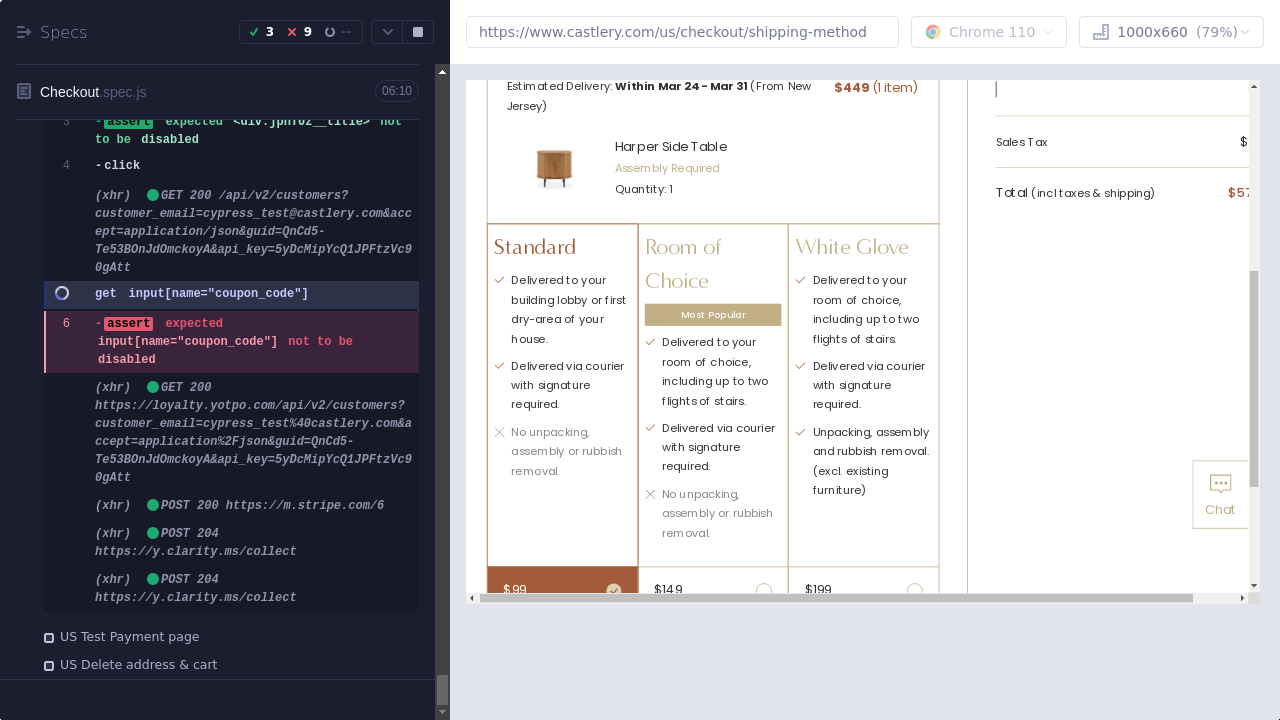 Specs
3
9
--
Checkout.spec.js
06:10
3
-assert expected <div.jphfoz__title> not
to be disabled
4
-click
(xhr) GET 200 /api/v2/customers?
customer_email=cypress_test@castlery.com&acc
ept=application/json&guid=QnCd5-
Te53BOnJdOmckoyA&api_key=5yDcMipYcQ1JPFtzVc9
0gAtt
get input[name="coupon_code"]
6
-assert expected
input[name="coupon_code"] not to be
disabled
(xhr) GET 200
https://loyalty.yotpo.com/api/v2/customers?
customer_email=cypress_test%40castlery.com&a
ccept=application%2Fjson&guid=QnCd5-
Te53BOnJdOmckoyA&api_key=5yDcMipYcQ1JPFtzVc9
0gAtt
(xhr) POST 200 https://m.stripe.com/6
(xhr) POST 204
https://y.clarity.ms/collect
(xhr) POST 204
https://y.clarity.ms/collect
US Test Payment page
US Delete address & cart
https://www.castlery.com/us/checkout/shipping-method
Chrome 110
1000x660 (79%)
Estimated Delivery: Within Mar 24 - Mar 31 (From New
Jersey)
$449 (1 item)
Harper Side Table
Assembly Required
Quantity: 1
Standard
Delivered to your
building lobby or first
dry-area of your
house.
Delivered via courier
with signature
required.
No unpacking,
assembly or rubbish
removal.
$99
Room of
Choice
Most Popular
Delivered to your
room of choice,
including up to two
flights of stairs.
Delivered via courier
with signature
required.
No unpacking,
assembly or rubbish
removal.
$149
White Glove
Delivered to your
room of choice,
including up to two
flights of stairs.
Delivered via courier
with signature
required.
Unpacking, assembly
and rubbish removal.
(excl. existing
furniture)
$199
Sales Tax
$
Total (incl taxes & shipping)
$57
Chat